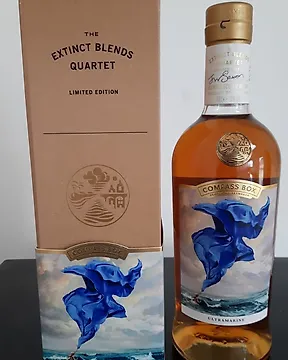 THE
EXTINCT BLENDS
QUARTET
LIMITED EDITION
COMPASS BOX
ULTRAMARINE